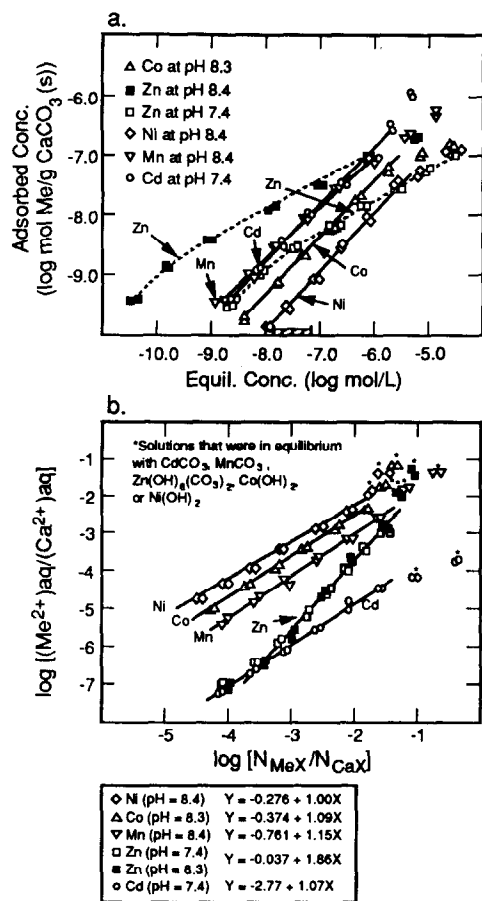 a.
△ Co at pH 8.3
■ Zn at pH 8.4
□ Zn at pH 7.4
◇ Ni at pH 8.4
▽ Mn at pH 8.4
○ Cd at pH 7.4
Adsorbed Conc.
(log mol Me/g CaCO3(s))
-6.0
-7.0
-8.0
-9.0
Zn
Zn
Cd
Mn
Co
Ni
-10.0 -9.0 -8.0 -7.0 -6.0 -5.0
Equil. Conc. (log mol/L)
b.
*Solutions that were in equilibrium
with CdCO3, MnCO3,
Zn(OH)6(CO3)2, Co(OH)2,
or Ni(OH)2
log [(Me2+)aq/(Ca2+)aq]
-1
-2
-3
-4
-5
-6
-7
Ni
Co
Mn
Zn
Cd
-5 -4 -3 -2 -1
log [NMeX/NCaX]
◇ Ni (pH = 8.4) Y = -0.276 + 1.00X
△ Co (pH = 8.3) Y = -0.374 + 1.09X
▽ Mn (pH = 8.4) Y = -0.761 + 1.15X
□ Zn (pH = 7.4)
Y = -0.037 + 1.86X
■ Zn (pH = 8.3)
○ Cd (pH = 7.4) Y = -2.77 + 1.07X